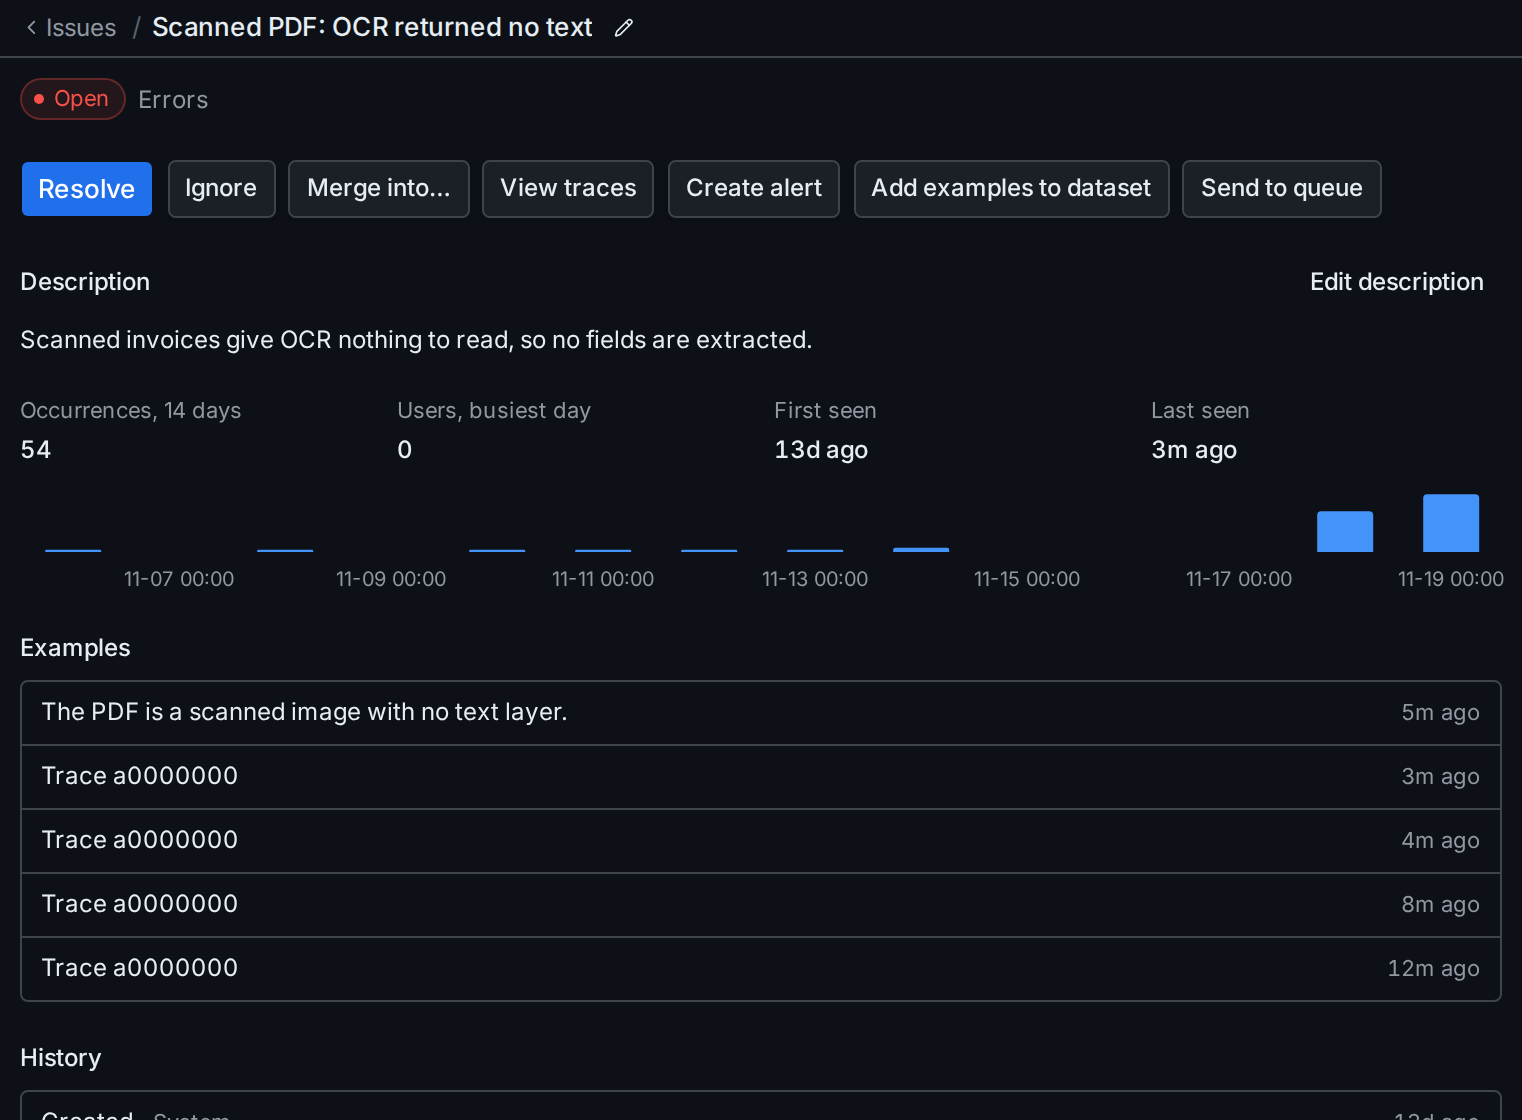 Issues / Scanned PDF: OCR returned no text
Open Errors
Resolve Ignore Merge into... View traces Create alert Add examples to dataset Send to queue
Description Edit description
Scanned invoices give OCR nothing to read, so no fields are extracted.
Occurrences, 14 days Users, busiest day First seen Last seen
54 0 13d ago 3m ago
11-07 00:00 11-09 00:00 11-11 00:00 11-13 00:00 11-15 00:00 11-17 00:00 11-19 00:00
Examples
The PDF is a scanned image with no text layer. 5m ago
Trace a0000000 3m ago
Trace a0000000 4m ago
Trace a0000000 8m ago
Trace a0000000 12m ago
History
Created System 13d ago